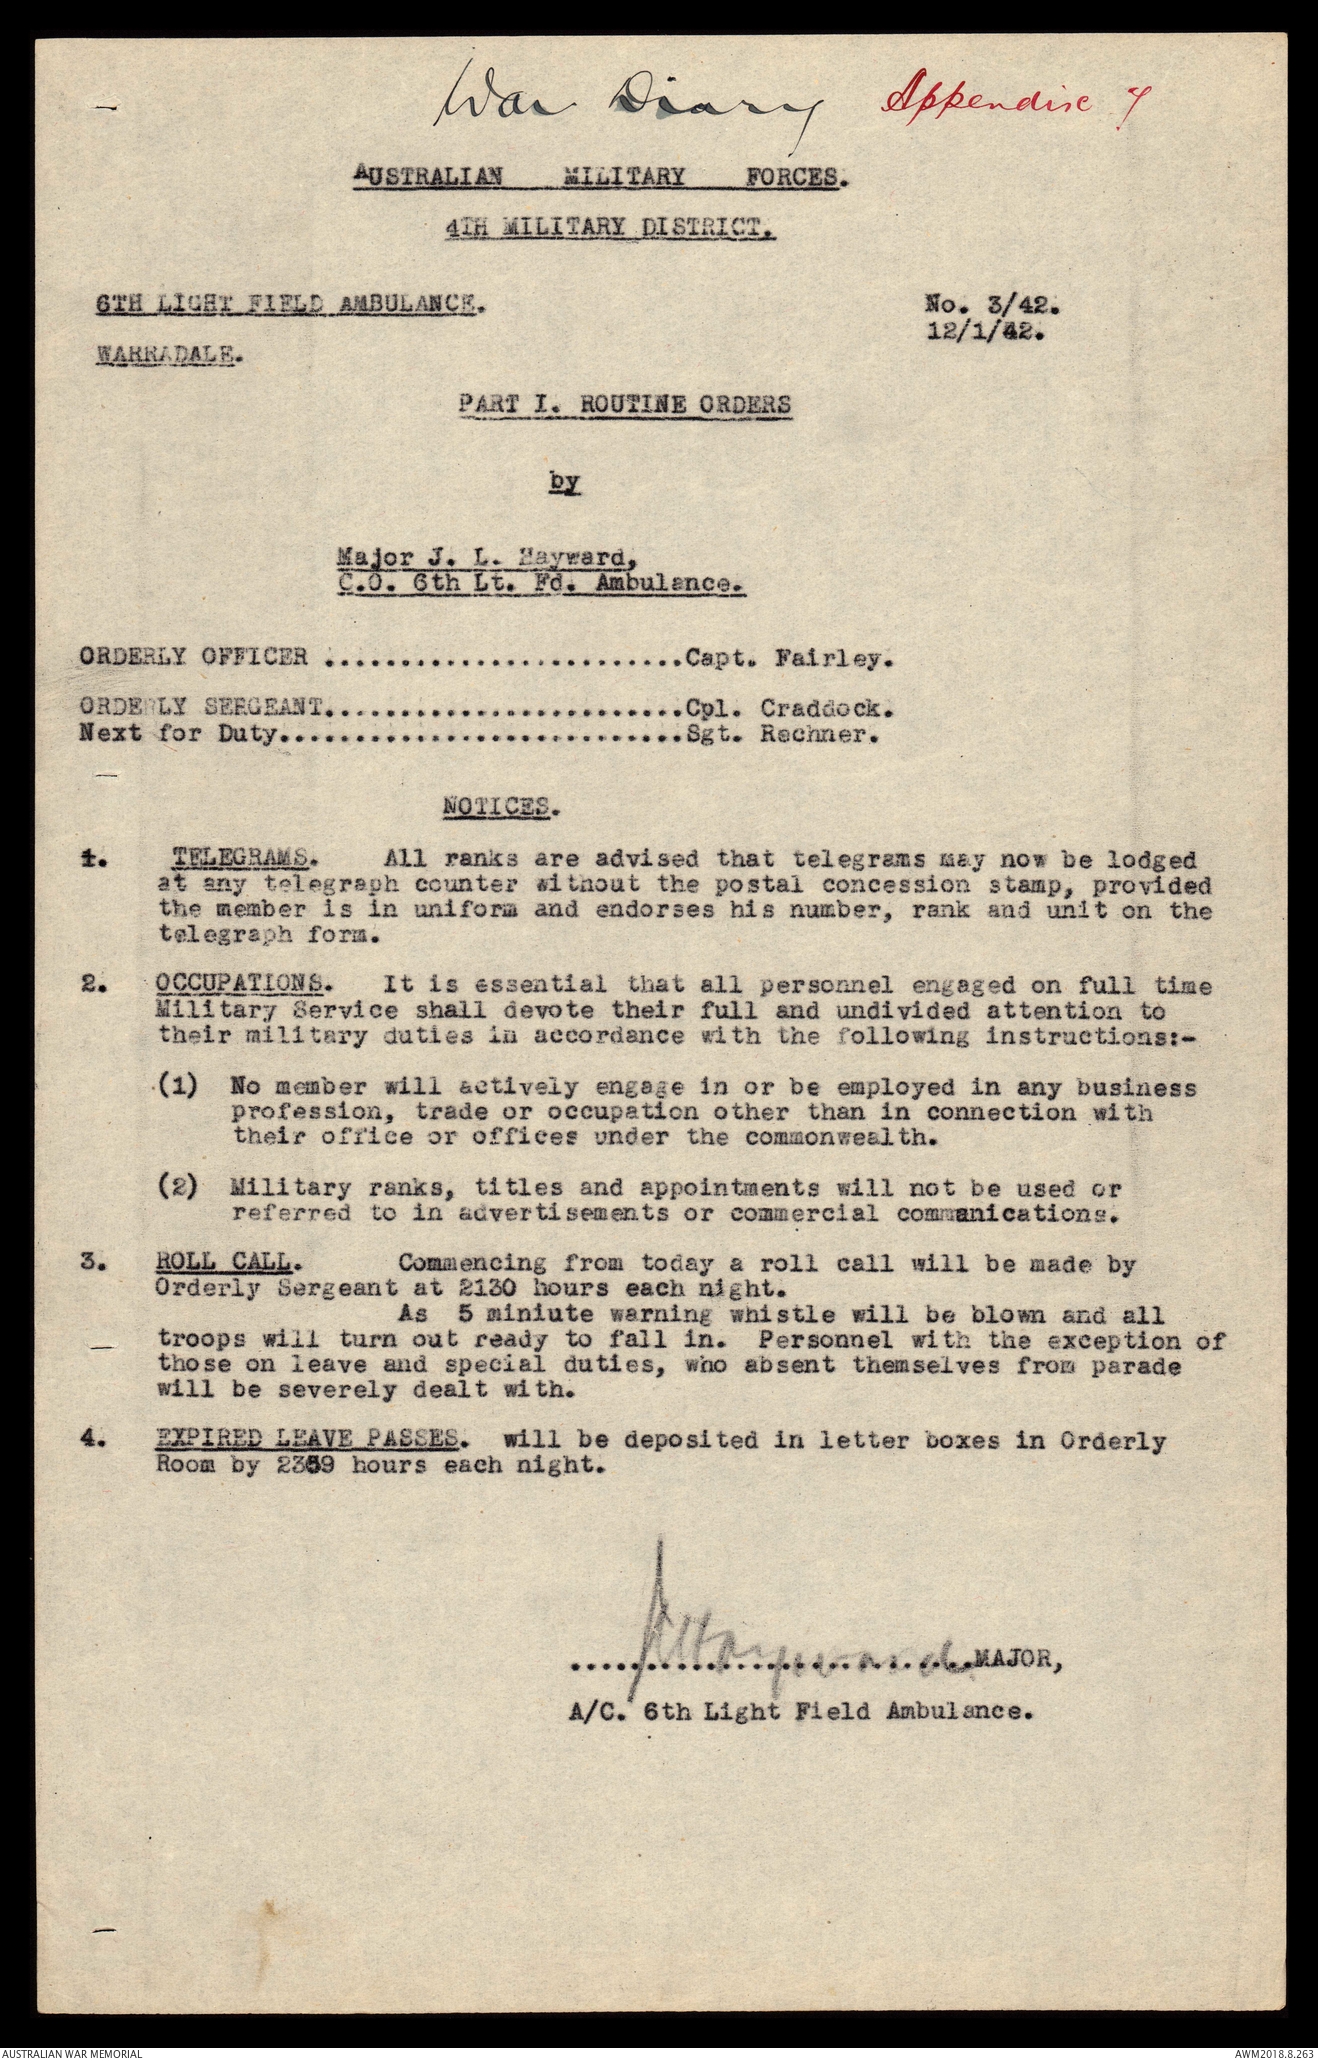 War Diary Appendix 7
AUSTRALIAN MILITARY FORCES.
4TH MILITARY DISTRICT.
6TH LIGHT FIELD AMBULANCE. No. 3/42.
12/1/42.
WARRADALE.
PART I. ROUTINE ORDERS
by
Major J. L. Hayward,
C.O. 6th Lt. Fd. Ambulance.
ORDERLY OFFICER ........................Capt. Fairley.
ORDERLY SERGEANT........................Cpl. Craddock.
Next for Duty...........................Sgt. Rechner.
NOTICES.
1. TELEGRAMS. All ranks are advised that telegrams may now be lodged
at any telegraph counter without the postal concession stamp, provided
the member is in uniform and endorses his number, rank and unit on the
telegraph form.
2. OCCUPATIONS. It is essential that all personnel engaged on full time
Military Service shall devote their full and undivided attention to
their military duties in accordance with the following instructions:-
(1) No member will actively engage in or be employed in any business
profession, trade or occupation other than in connection with
their office or offices under the commonwealth.
(2) Military ranks, titles and appointments will not be used or
referred to in advertisements or commercial communications.
3. ROLL CALL. Commencing from today a roll call will be made by
Orderly Sergeant at 2130 hours each night.
As 5 miniute warning whistle will be blown and all
troops will turn out ready to fall in. Personnel with the exception of
those on leave and special duties, who absent themselves from parade
will be severely dealt with.
4. EXPIRED LEAVE PASSES. will be deposited in letter boxes in Orderly
Room by 2359 hours each night.
JLHayward
...........................MAJOR,
A/C. 6th Light Field Ambulance.
AUSTRALIAN WAR MEMORIAL AWM2018.8.263